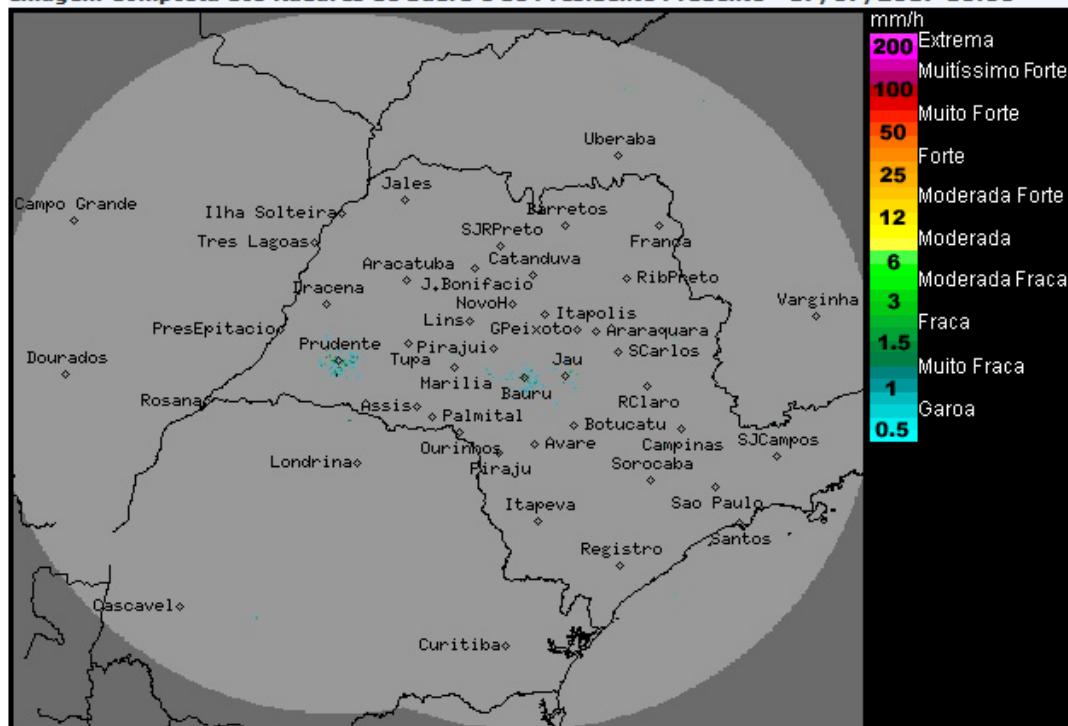 mm/h
200 Extrema
Muitíssimo Forte
100
Muito Forte
50
Forte
25
Moderada Forte
12
Moderada
6
Moderada Fraca
3
Fraca
1.5
Muito Fraca
1
Garoa
0.5
Uberaba
Jales
Campo Grande
Ilha Solteira
Barretos
Tres Lagoas
SJRPreto
Franca
Aracatuba
Catanduva
J.Bonifacio
RibPreto
Dracena
NovoH
Varginha
Itapolis
PresEpitacio
Lins
GPeixoto
Araraquara
Prudente
Pirajui
SCarlos
Dourados
Tupa
Jau
Marilia
Bauru
Rosana
Assis
RClaro
Palmital
Botucatu
Ourinhos
Avare
Campinas
SJCampos
Londrina
Piraju
Sorocaba
Itapeva
Sao Paulo
Santos
Registro
Cascavel
Curitiba